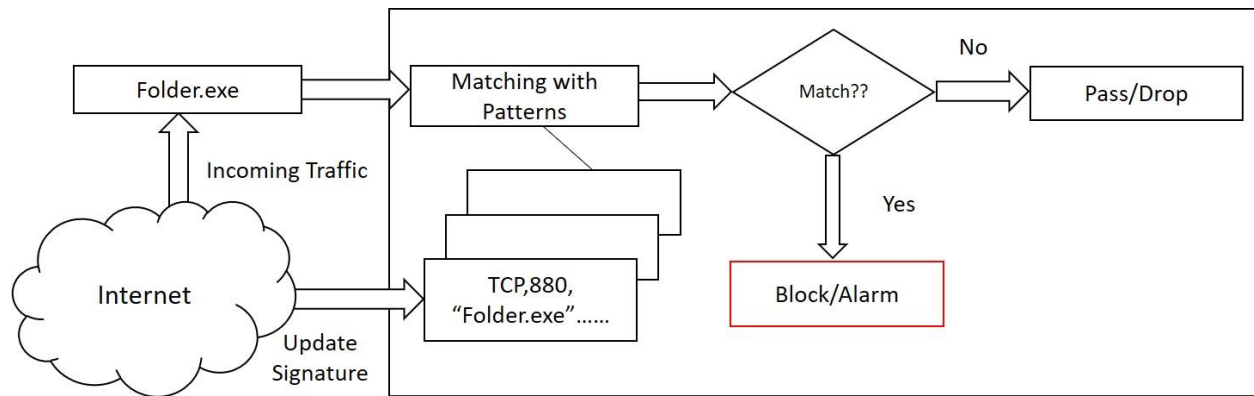 Folder.exe
Matching with
Patterns
Match??
No
Pass/Drop
Incoming Traffic
Yes
Internet
TCP,880,
“Folder.exe”......
Block/Alarm
Update
Signature